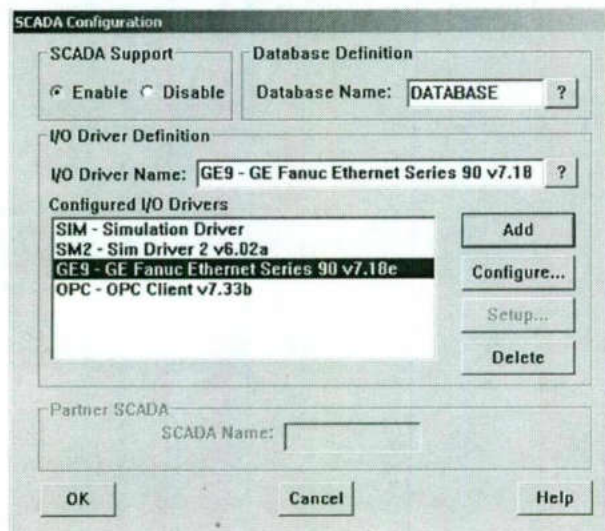 SCADA Configuration
SCADA Support
Enable
Disable
Database Definition
Database Name: DATABASE ?
I/O Driver Definition
I/O Driver Name: GE9 - GE Fanuc Ethernet Series 90 v7.18 ?
Configured I/O Drivers
SIM - Simulation Driver
SM2 - Sim Driver 2 v6.02a
GE9 - GE Fanuc Ethernet Series 90 v7.18e
OPC - OPC Client v7.33b
Add
Configure...
Setup...
Delete
Partner SCADA
SCADA Name:
OK
Cancel
Help